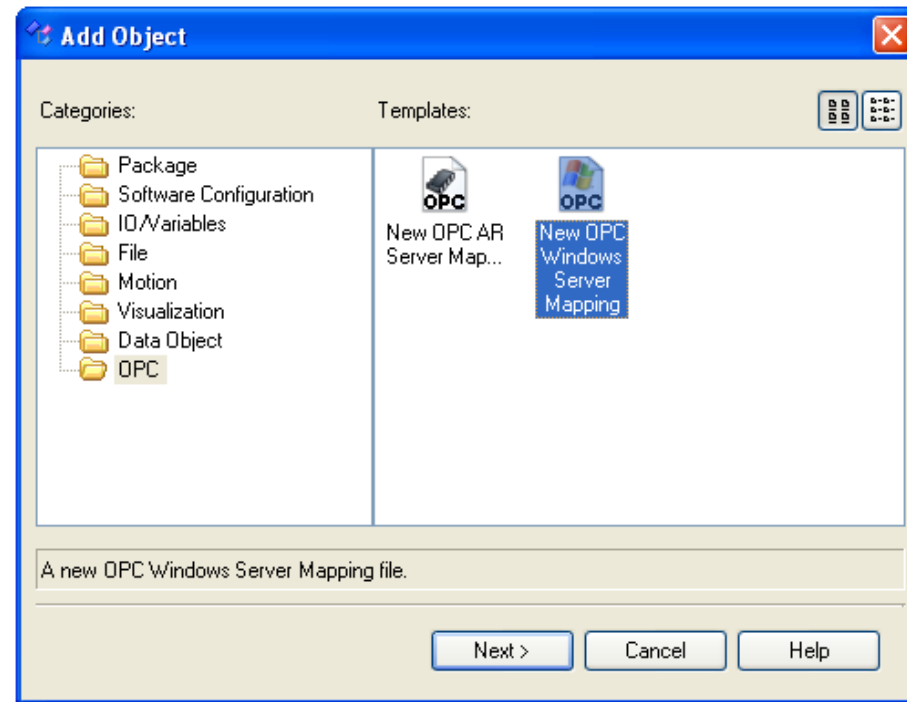 Add Object
Categories:
Templates:
Package
Software Configuration
IO/Variables
File
Motion
Visualization
Data Object
OPC
OPC
New OPC AR
Server Map...
OPC
New OPC
Windows
Server
Mapping
A new OPC Windows Server Mapping file.
Next >
Cancel
Help